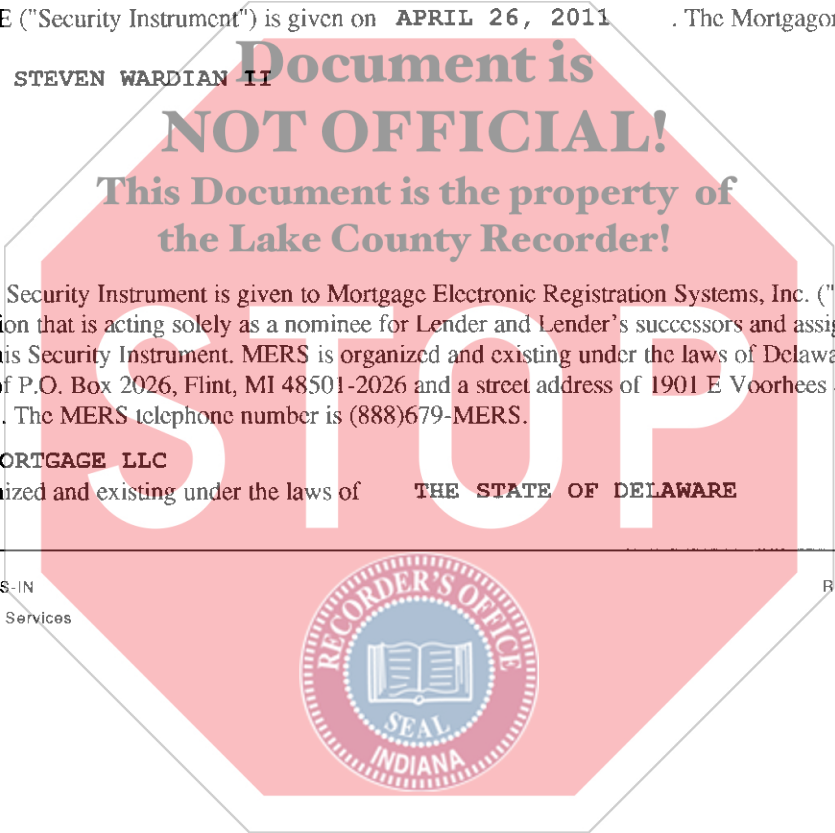 E ("Security Instrument") is given on APRIL 26, 2011 . The Mortgagor
STEVEN WARDIAN II
Document is
NOT OFFICIAL!
This Document is the property of
the Lake County Recorder!
Security Instrument is given to Mortgage Electronic Registration Systems, Inc. ("
ion that is acting solely as a nominee for Lender and Lender's successors and assig
is Security Instrument. MERS is organized and existing under the laws of Delawa
f P.O. Box 2026, Flint, MI 48501-2026 and a street address of 1901 E Voorhees
. The MERS telephone number is (888)679-MERS.
STOP
ORTGAGE LLC
ized and existing under the laws of THE STATE OF DELAWARE
S-IN R
Services
RECORDER'S OFFICE
SEAL
INDIANA